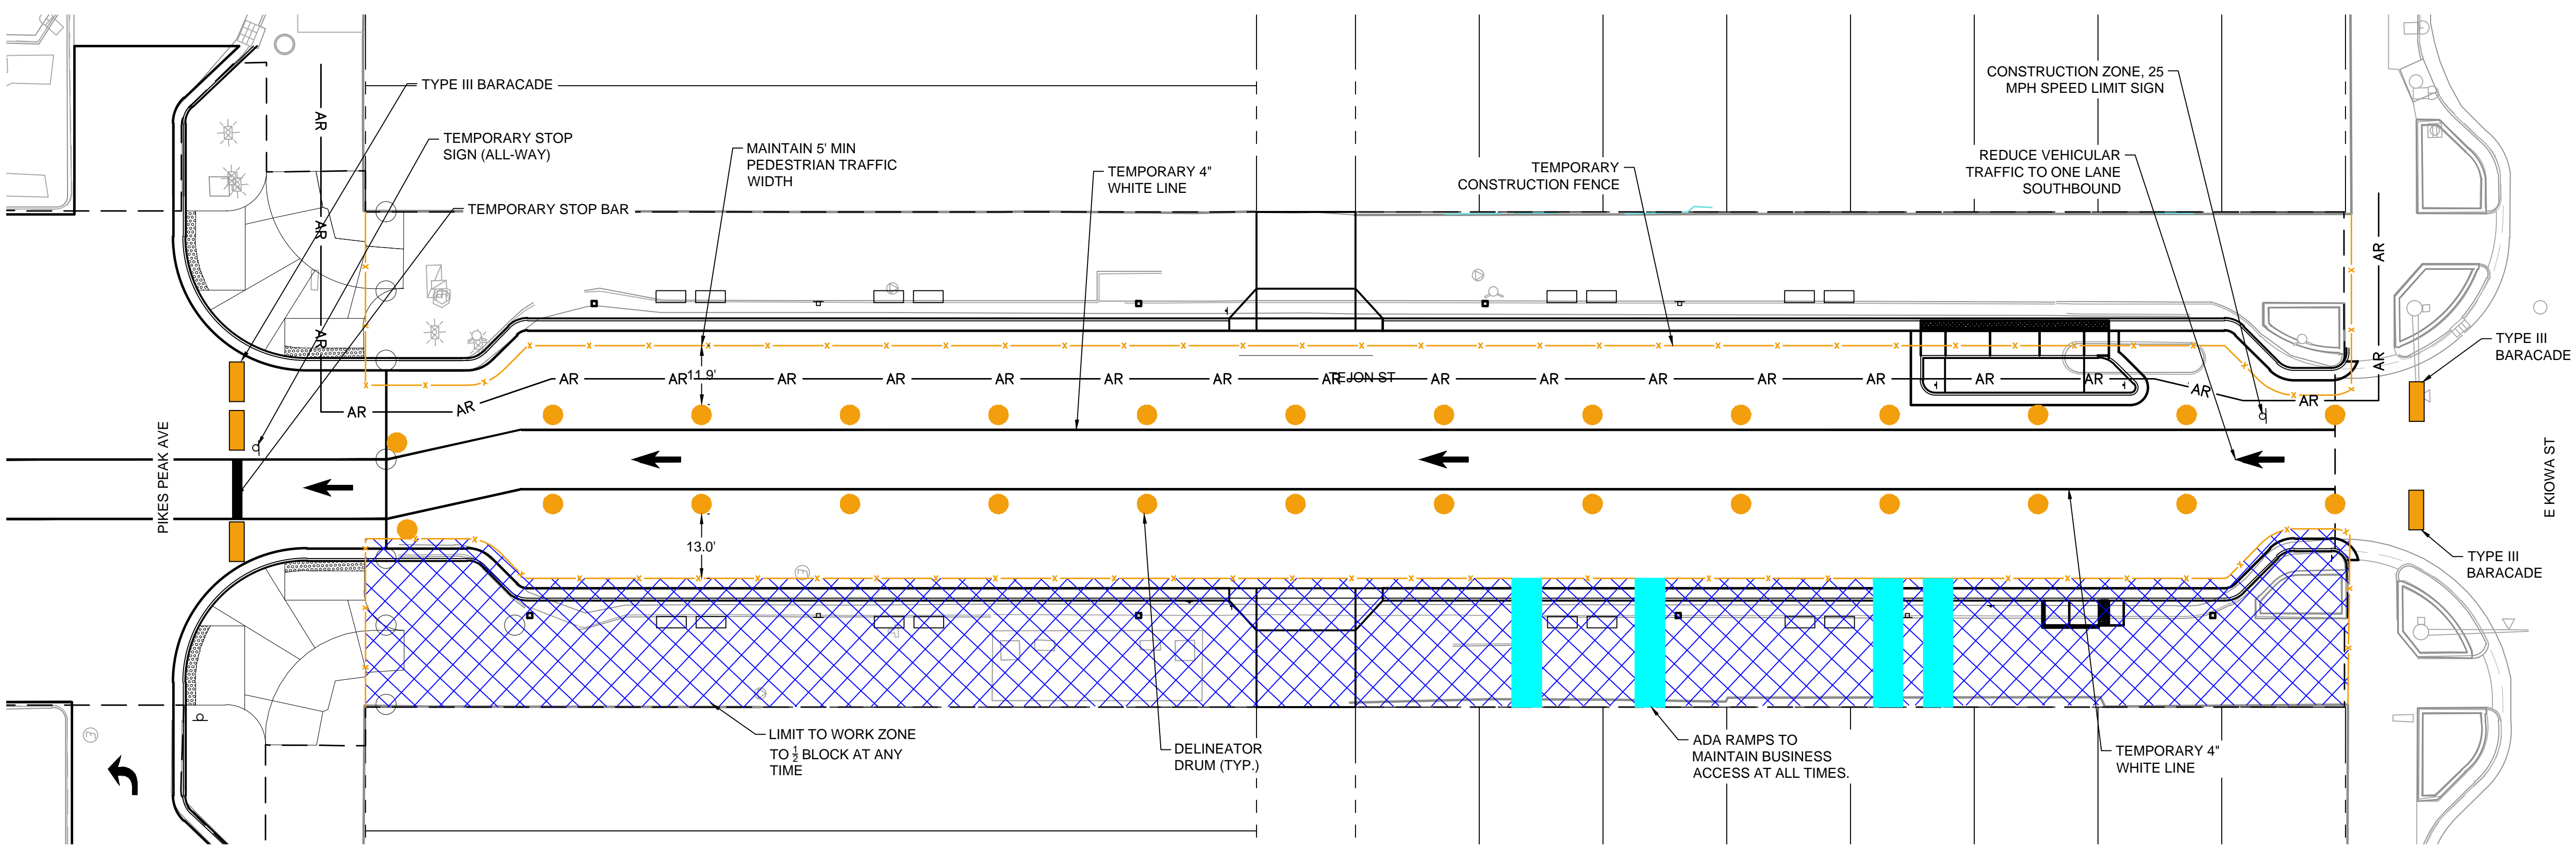 TYPE III BARACADE
TEMPORARY STOP
SIGN (ALL-WAY)
MAINTAIN 5' MIN
PEDESTRIAN TRAFFIC
WIDTH
TEMPORARY STOP BAR
TEMPORARY 4"
WHITE LINE
TEMPORARY
CONSTRUCTION FENCE
CONSTRUCTION ZONE, 25
MPH SPEED LIMIT SIGN
REDUCE VEHICULAR
TRAFFIC TO ONE LANE
SOUTHBOUND
AR
AR
AR
AR
AR
TYPE III
BARACADE
AR AR AR AR AR AR AR AR AR AR AR AR AR AR AR AR AR AR AR
11.9'
TEJON ST
PIKES PEAK AVE
E KIOWA ST
13.0'
TYPE III
BARACADE
LIMIT TO WORK ZONE
TO ½ BLOCK AT ANY
TIME
DELINEATOR
DRUM (TYP.)
ADA RAMPS TO
MAINTAIN BUSINESS
ACCESS AT ALL TIMES.
TEMPORARY 4"
WHITE LINE